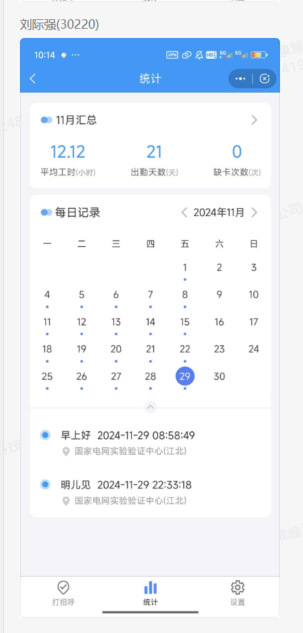 刘际强(30220)
10:14
统计
11月汇总
12.12 21 0
平均工时(小时) 出勤天数(天) 缺卡次数(次)
每日记录 2024年11月
一 二 三 四 五 六 日
1 2 3
4 5 6 7 8 9 10
11 12 13 14 15 16 17
18 19 20 21 22 23 24
25 26 27 28 29 30
早上好 2024-11-29 08:58:49
国家电网实验验证中心(江北)
明儿见 2024-11-29 22:33:18
国家电网实验验证中心(江北)
打招呼 统计 设置